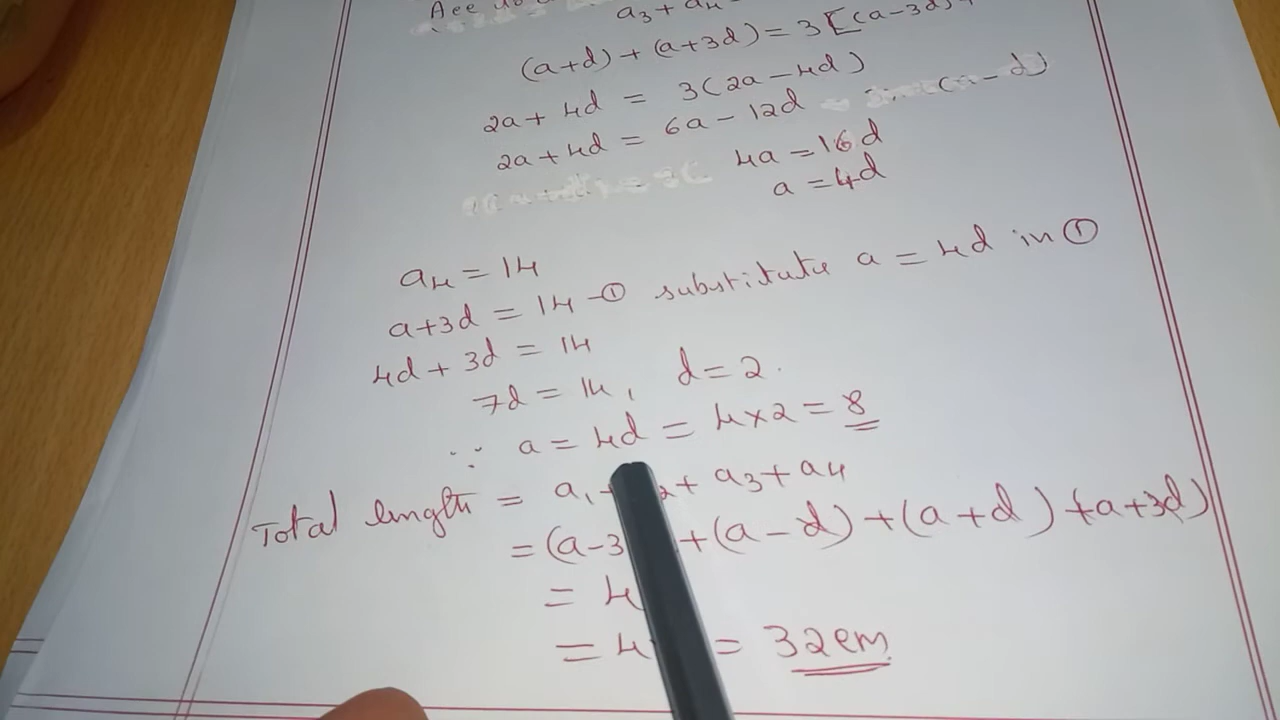 a₃ + a₄
(a+d) + (a+3d) = 3[(a-3d)
2a + 4d = 3(2a - 4d)
2a + 4d = 6a - 12d
4a = 16d
a = 4d
a₄ = 14
a+3d = 14 -① substitute a = 4d in ①
4d + 3d = 14
7d = 14, d = 2.
∵ a = 4d = 4×2 = 8
Total length = a₁ + ₂ + a₃ + a₄
= (a-3 + (a-d) + (a+d) + (a+3d)
= 4
= 4 = 32cm